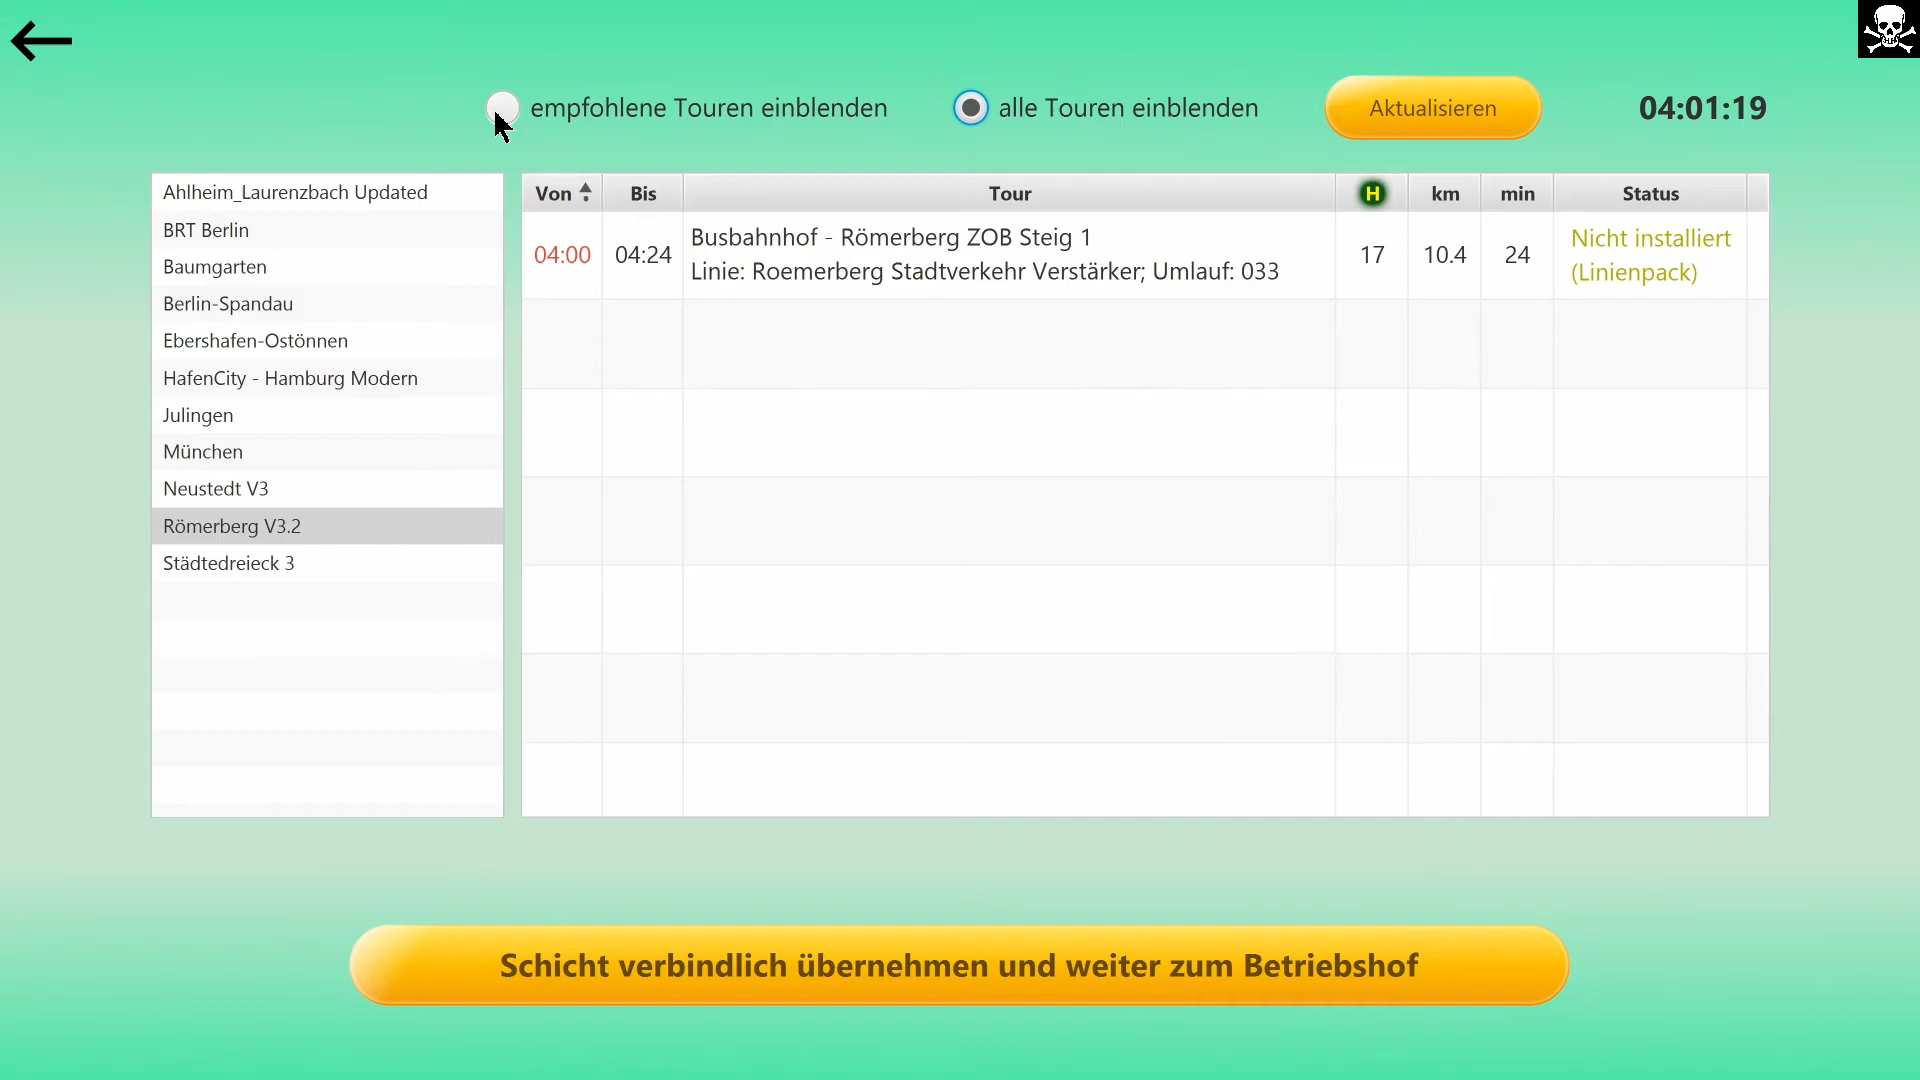 empfohlene Touren einblenden
alle Touren einblenden
Aktualisieren
04:01:19
Ahlheim_Laurenzbach Updated
BRT Berlin
Baumgarten
Berlin-Spandau
Ebershafen-Ostönnen
HafenCity - Hamburg Modern
Julingen
München
Neustedt V3
Römerberg V3.2
Städtedreieck 3
Von Bis Tour H km min Status
04:00 04:24 Busbahnhof - Römerberg ZOB Steig 1 17 10.4 24 Nicht installiert
Linie: Roemerberg Stadtverkehr Verstärker; Umlauf: 033 (Linienpack)
Schicht verbindlich übernehmen und weiter zum Betriebshof